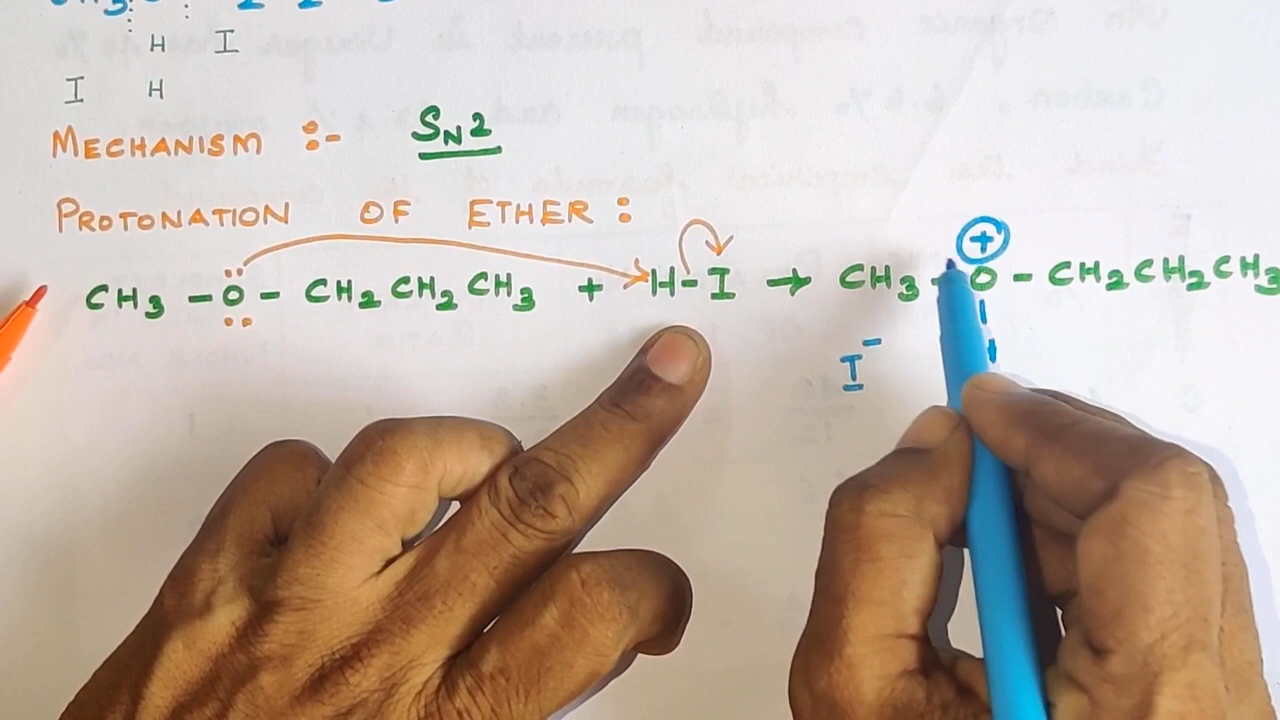 H I
I H
MECHANISM :- SN2
PROTONATION OF ETHER :
CH3 - O - CH2CH2CH3 + H-I → CH3 - O - CH2CH2CH3
+
I-